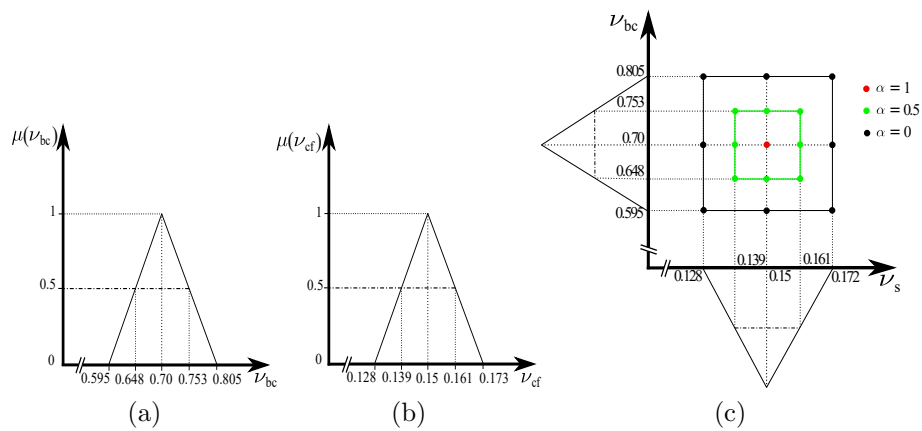 μ(ν_bc)
1
0.5
0
0.595 0.648 0.70 0.753 0.805
ν_bc
(a)
μ(ν_cf)
1
0.5
0
0.128 0.139 0.15 0.161 0.173
ν_cf
(b)
ν_bc
0.805
0.753
0.70
0.648
0.595
0.128 0.139 0.15 0.161 0.172
ν_s
α = 1
α = 0.5
α = 0
(c)